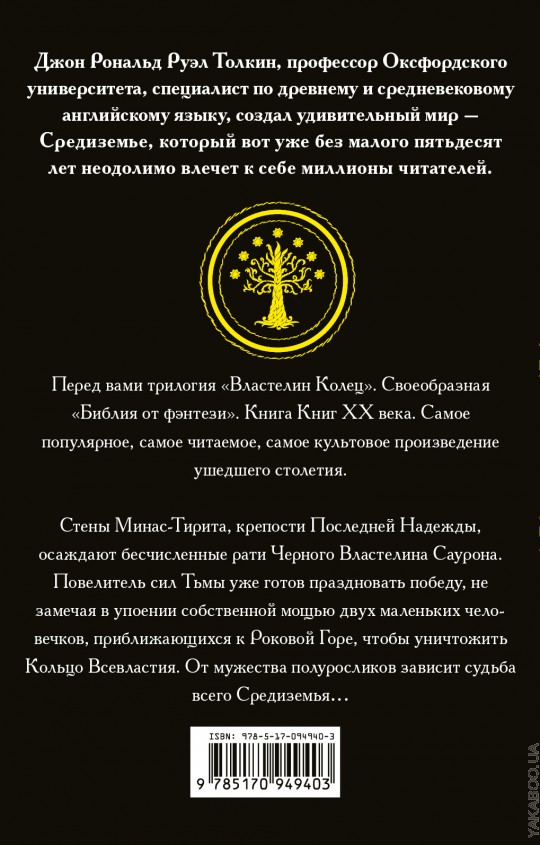 Джон Рональд Руэл Толкин, профессор Оксфордского
университета, специалист по древнему и средневековому
английскому языку, создал удивительный мир —
Средиземье, который вот уже без малого пятьдесят
лет неодолимо влечет к себе миллионы читателей.
Перед вами трилогия «Властелин Колец». Своеобразная
«Библия от фэнтези». Книга Книг XX века. Самое
популярное, самое читаемое, самое культовое произведение
ушедшего столетия.
Стены Минас-Тирита, крепости Последней Надежды,
осаждают бесчисленные рати Черного Властелина Саурона.
Повелитель сил Тьмы уже готов праздновать победу, не
замечая в упоении собственной мощью двух маленьких чело-
вечков, приближающихся к Роковой Горе, чтобы уничтожить
Кольцо Всевластия. От мужества полуросликов зависит судьба
всего Средиземья...
ISBN: 978-5-17-094940-3
9 785170 949403
YAKABOO.UA